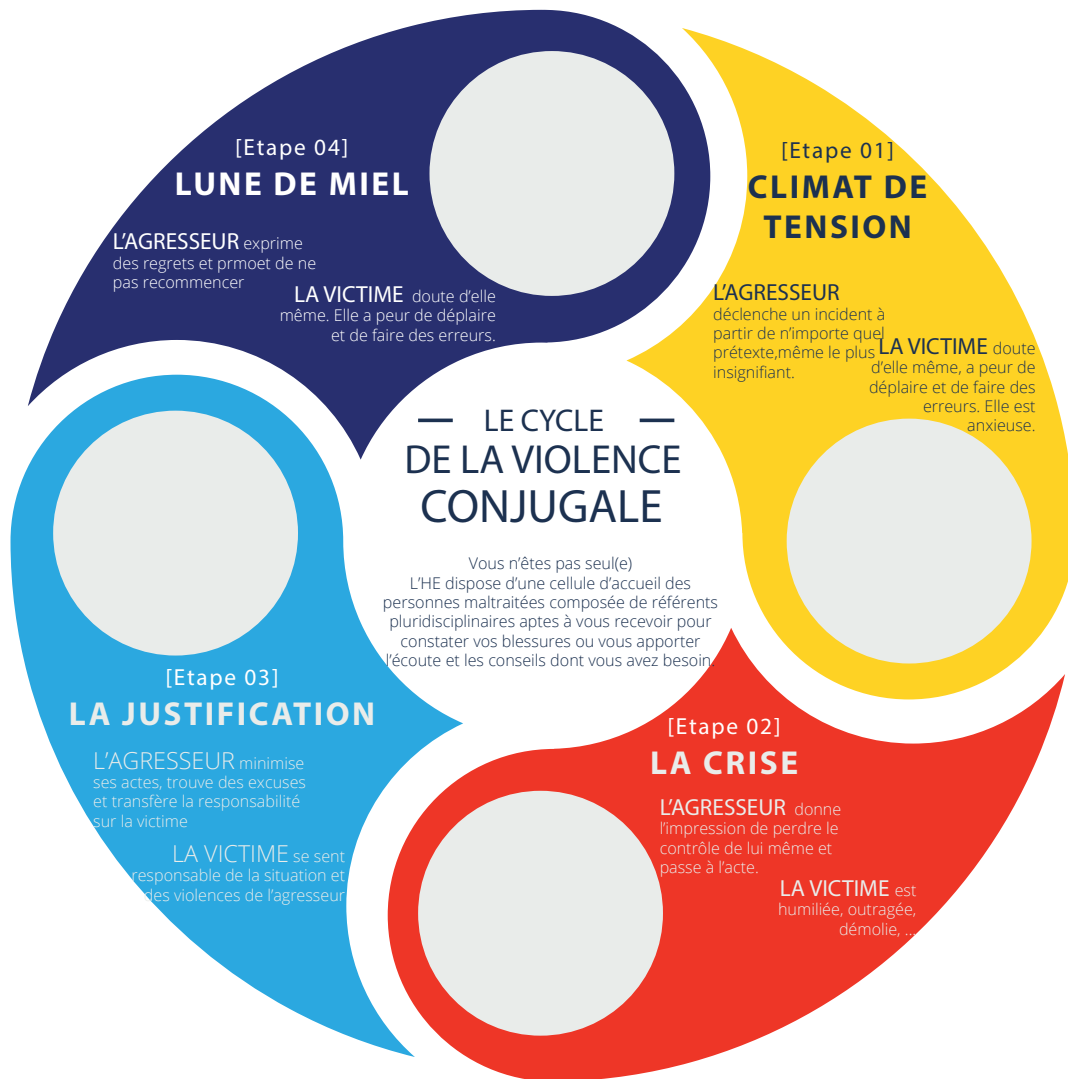 LE CYCLE
DE LA VIOLENCE
CONJUGALE
Vous n’êtes pas seul(e)
L’HE dispose d’une cellule d’accueil des
personnes maltraitées composée de référents
pluridisciplinaires aptes à vous recevoir pour
constater vos blessures ou vous apporter
l’écoute et les conseils dont vous avez besoin.
[Etape 01]
CLIMAT DE
TENSION
L’AGRESSEUR
déclenche un incident à
partir de n’importe quel
prétexte,même le plus
insignifiant.
LA VICTIME doute
d’elle même, a peur de
déplaire et de faire des
erreurs. Elle est
anxieuse.
[Etape 02]
LA CRISE
L’AGRESSEUR donne
l’impression de perdre le
contrôle de lui même et
passe à l’acte.
LA VICTIME est
humiliée, outragée,
démolie, ...
[Etape 03]
LA JUSTIFICATION
L’AGRESSEUR minimise
ses actes, trouve des excuses
et transfère la responsabilité
sur la victime
LA VICTIME se sent
responsable de la situation et
des violences de l’agresseur
[Etape 04]
LUNE DE MIEL
L’AGRESSEUR exprime
des regrets et prmoet de ne
pas recommencer
LA VICTIME doute d’elle
même. Elle a peur de déplaire
et de faire des erreurs.